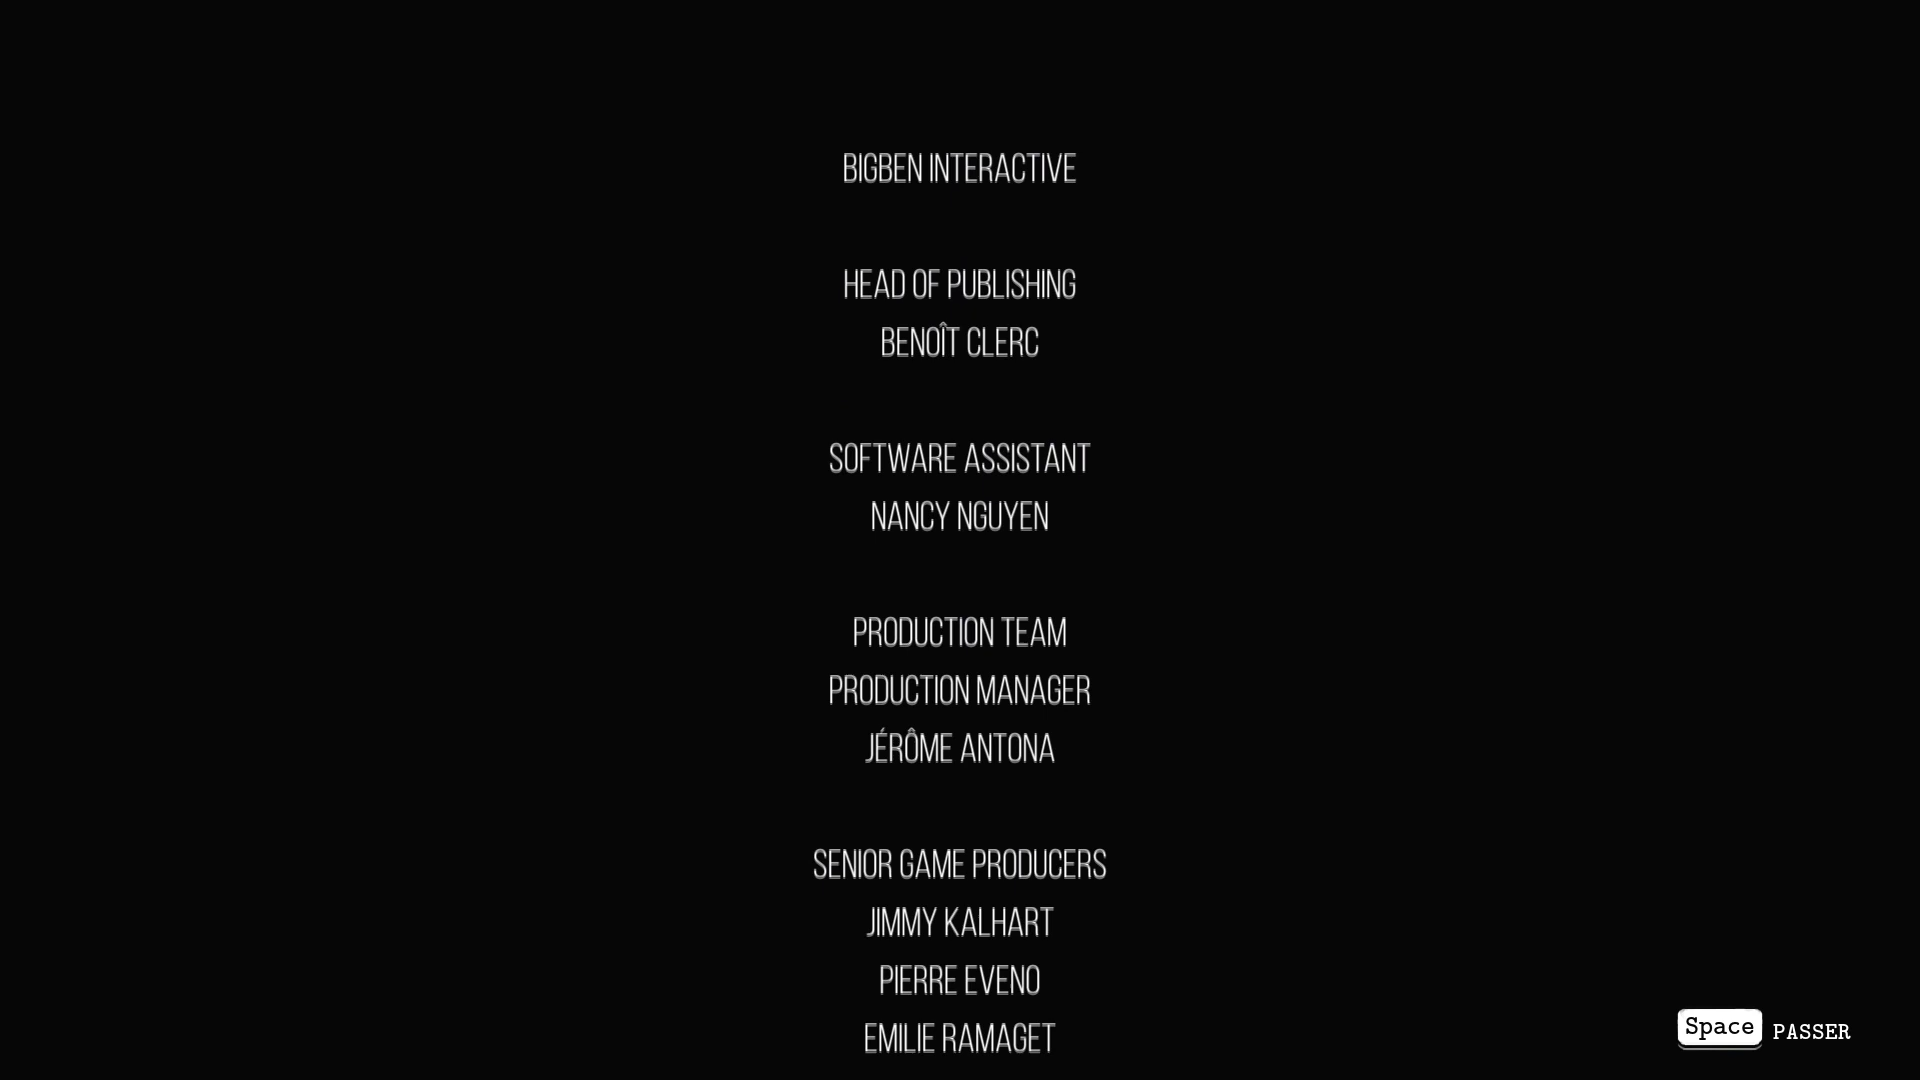 BIGBEN INTERACTIVE
HEAD OF PUBLISHING
BENOÎT CLERC
SOFTWARE ASSISTANT
NANCY NGUYEN
PRODUCTION TEAM
PRODUCTION MANAGER
JÉRÔME ANTONA
SENIOR GAME PRODUCERS
JIMMY KALHART
PIERRE EVENO
EMILIE RAMAGET
Space PASSER